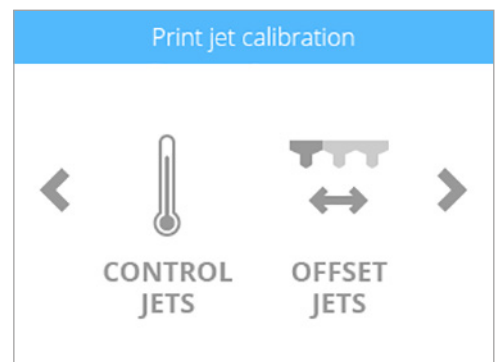 Print jet calibration
CONTROL
JETS
OFFSET
JETS